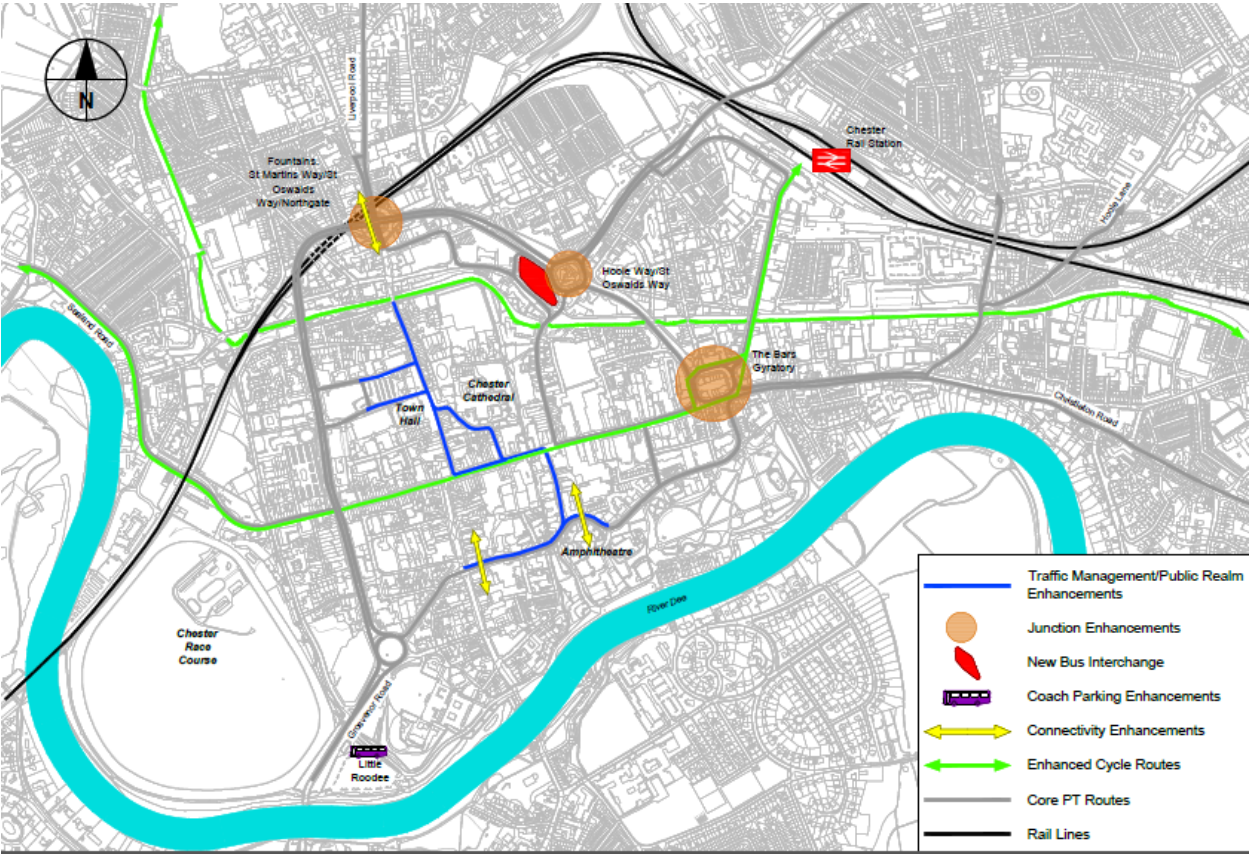 N
Liverpool Road
Fountains:
St Martins Way/St
Oswalds
Way/Northgate
Chester
Rail Station
Hoole Lane
Hoole Way/St
Oswalds Way
Sealand Road
The Bars
Gyratory
Chester
Cathedral
Town
Hall
Christleton Road
Amphitheatre
River Dee
Chester
Race
Course
Grosvenor Road
Little
Roodee
Traffic Management/Public Realm
Enhancements
Junction Enhancements
New Bus Interchange
Coach Parking Enhancements
Connectivity Enhancements
Enhanced Cycle Routes
Core PT Routes
Rail Lines